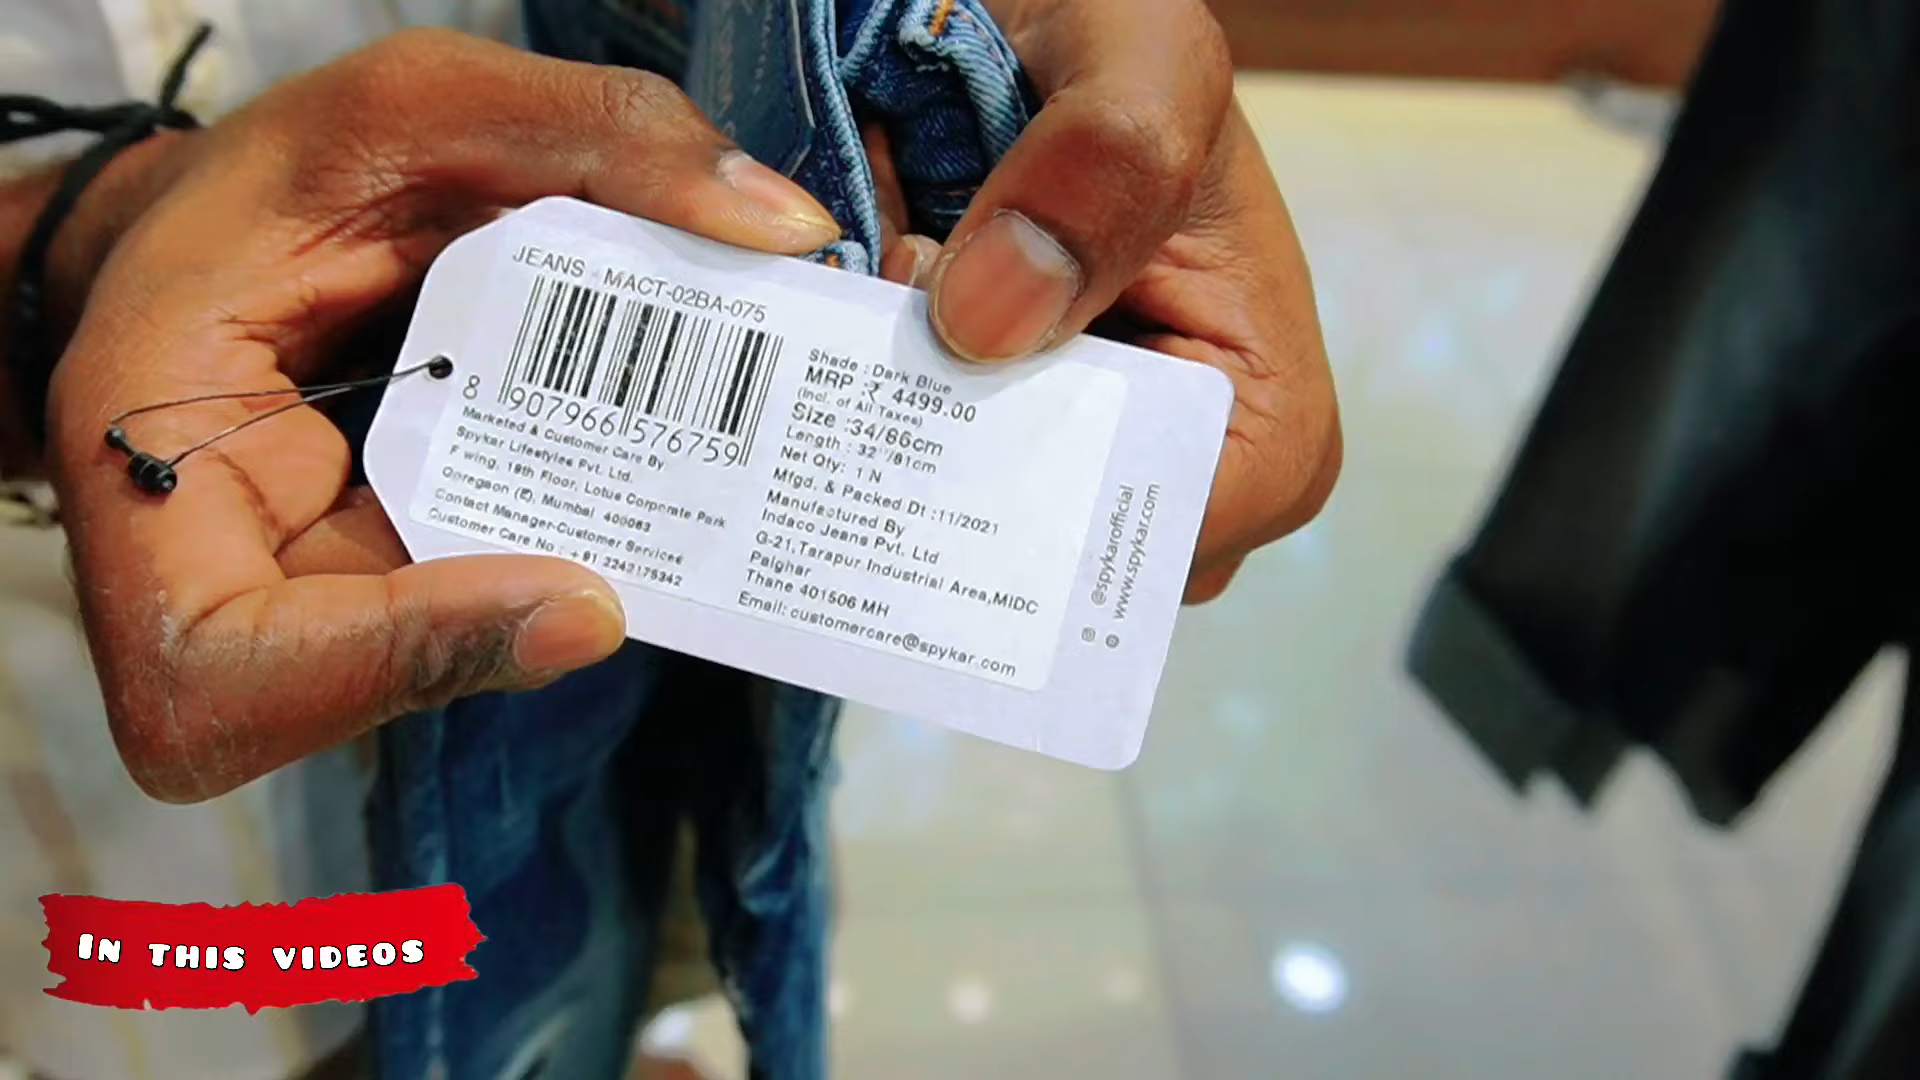 JEANS - MACT-02BA-075
8 907966 576759
Marketed & Customer Care By
Spykar Lifestyles Pvt. Ltd.
F wing, 19th Floor, Lotus Corporate Park
Goregaon (E), Mumbai 400063
Contact Manager-Customer Services
Customer Care No : +91 2242175342
Shade : Dark Blue
MRP :₹ 4499.00
(Incl. of All Taxes)
Size :34/86cm
Length : 32"/81cm
Net Qty: 1 N
Mfgd. & Packed Dt :11/2021
Manufactured By
Indaco Jeans Pvt. Ltd
G-21,Tarapur Industrial Area,MIDC
Palghar
Thane 401506 MH
Email: customercare@spykar.com
@spykarofficial
www.spykar.com
In this videos